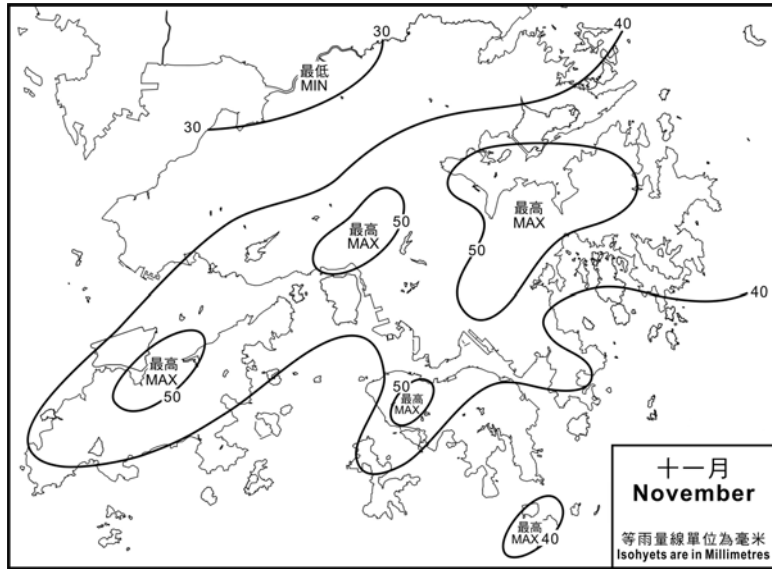 30
40
最低
MIN
30
50
最高
MAX
最高
MAX
50
40
最高
MAX
50
50
最高
MAX
最高
MAX 40
十一月
November
等雨量線單位為毫米
Isohyets are in Millimetres